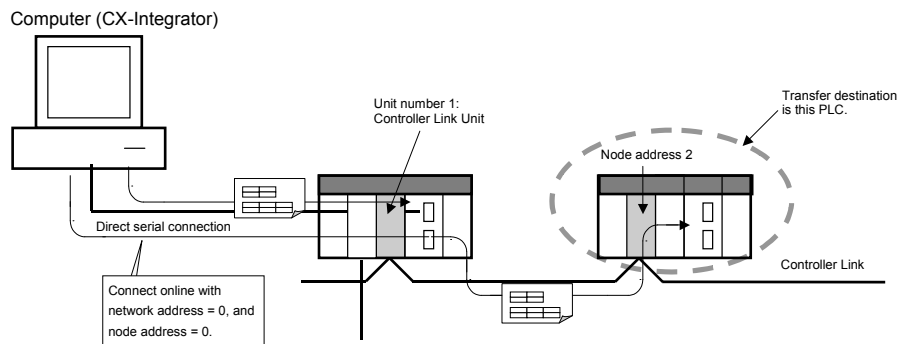 Computer (CX-Integrator)
Unit number 1:
Controller Link Unit
Transfer destination
is this PLC.
Node address 2
Direct serial connection
Controller Link
Connect online with
network address = 0, and
node address = 0.